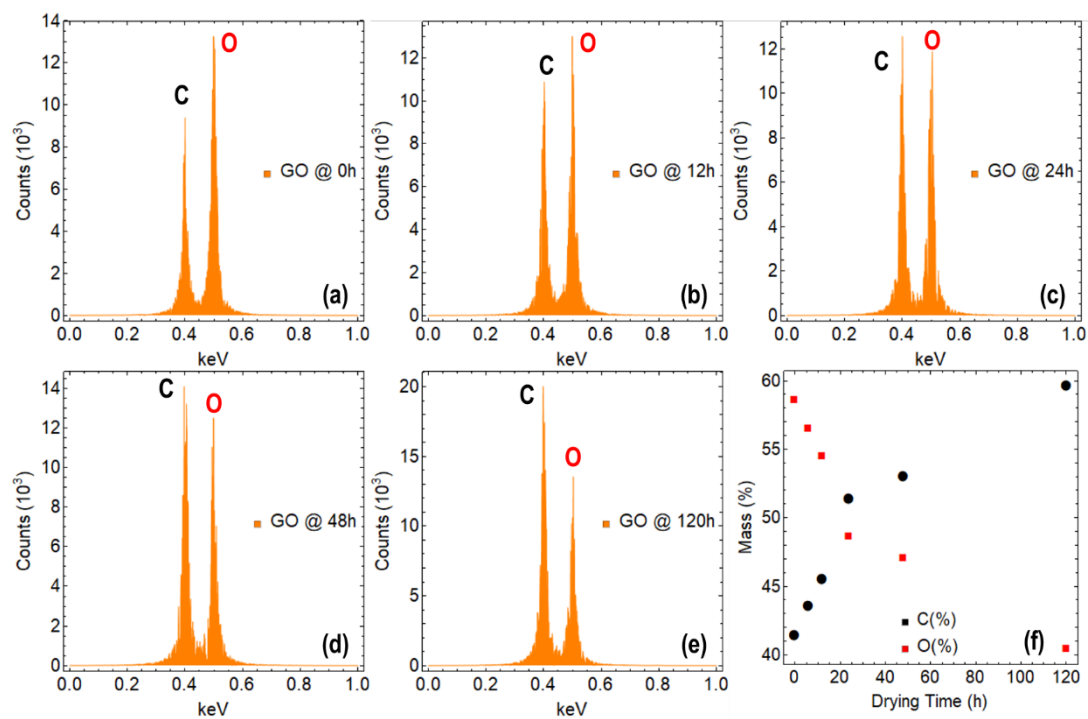 14
12
10
8
6
4
2
0
Counts (10³)
C
O
GO @ 0h
(a)
0.0 0.2 0.4 0.6 0.8 1.0
keV
12
10
8
6
4
2
0
Counts (10³)
C
O
GO @ 12h
(b)
0.0 0.2 0.4 0.6 0.8 1.0
keV
12
10
8
6
4
2
0
Counts (10³)
C
O
GO @ 24h
(c)
0.0 0.2 0.4 0.6 0.8 1.0
keV
14
12
10
8
6
4
2
0
Counts (10³)
C
O
GO @ 48h
(d)
0.0 0.2 0.4 0.6 0.8 1.0
keV
20
15
10
5
0
Counts (10³)
C
O
GO @ 120h
(e)
0.0 0.2 0.4 0.6 0.8 1.0
keV
60
55
50
45
40
Mass (%)
C(%)
O(%)
(f)
0 20 40 60 80 100 120
Drying Time (h)